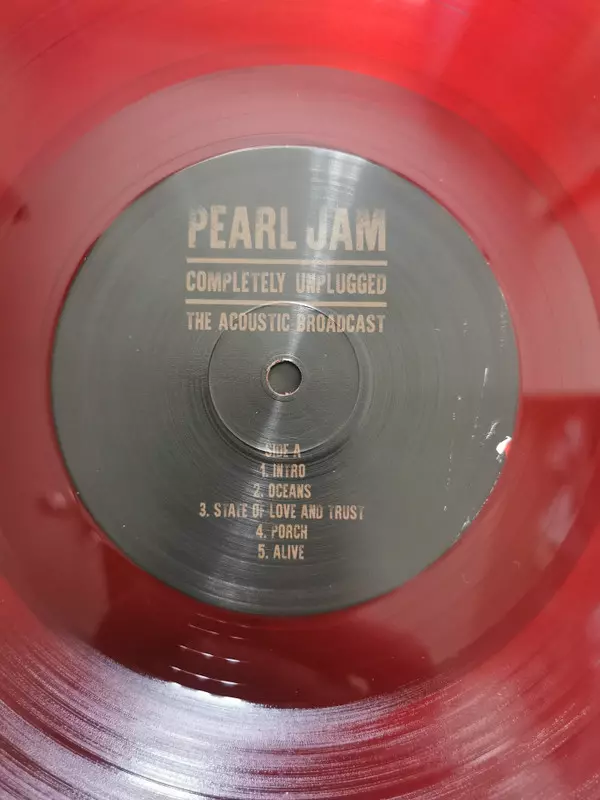 PEARL JAM
COMPLETELY UNPLUGGED
THE ACOUSTIC BROADCAST
SIDE A
1. INTRO
2. OCEANS
3. STATE OF LOVE AND TRUST
4. PORCH
5. ALIVE